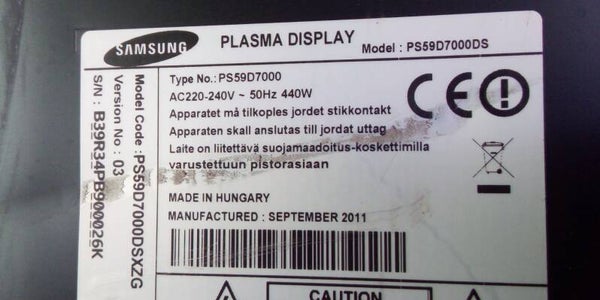 SAMSUNG
PLASMA DISPLAY
Model : PS59D7000DS
Type No.: PS59D7000
AC220-240V ~ 50Hz 440W
Apparatet må tilkoples jordet stikkontakt
Apparaten skall anslutas till jordat uttag
Laite on liitettävä suojamaadoitus-koskettimilla
varustettuun pistorasiaan
MADE IN HUNGARY
MANUFACTURED : SEPTEMBER 2011
CAUTION
Model Code : PS59D7000DSXZG
Version No : 03
S/N : B39R34PB900026K
CE